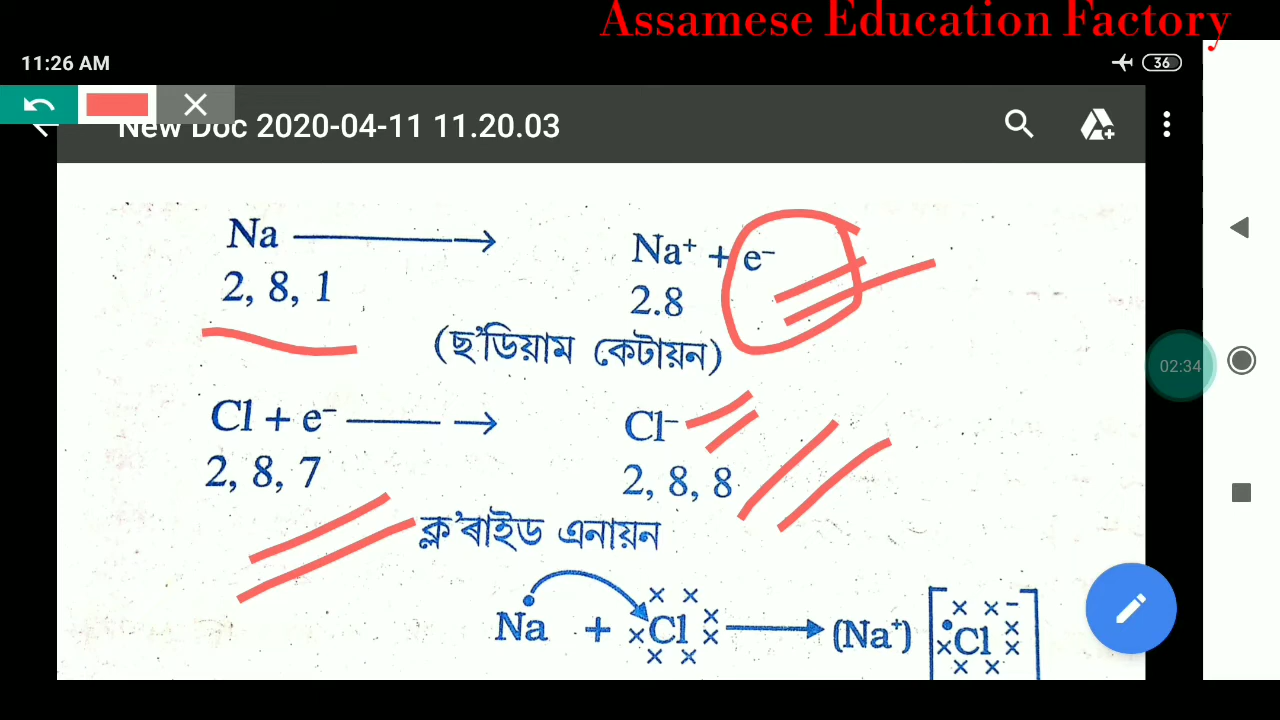 Assamese Education Factory
11:26 AM
36
New Doc 2020-04-11 11.20.03
Na ⟶ Na⁺ + e⁻
2, 8, 1 2.8
(ছ'ডিয়াম কেটায়ন)
02:34
Cl + e⁻ ⟶ Cl⁻
2, 8, 7 2, 8, 8
ক্ল'ৰাইড এনায়ন
Na + Cl ⟶ (Na⁺) [Cl]⁻